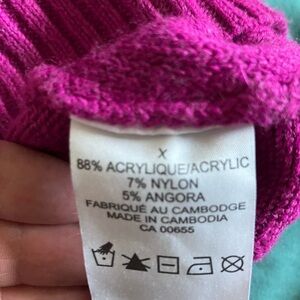 X
88% ACRYLIQUE/ACRYLIC
7% NYLON
5% ANGORA
FABRIQUÉ AU CAMBODGE
MADE IN CAMBODIA
CA 00655